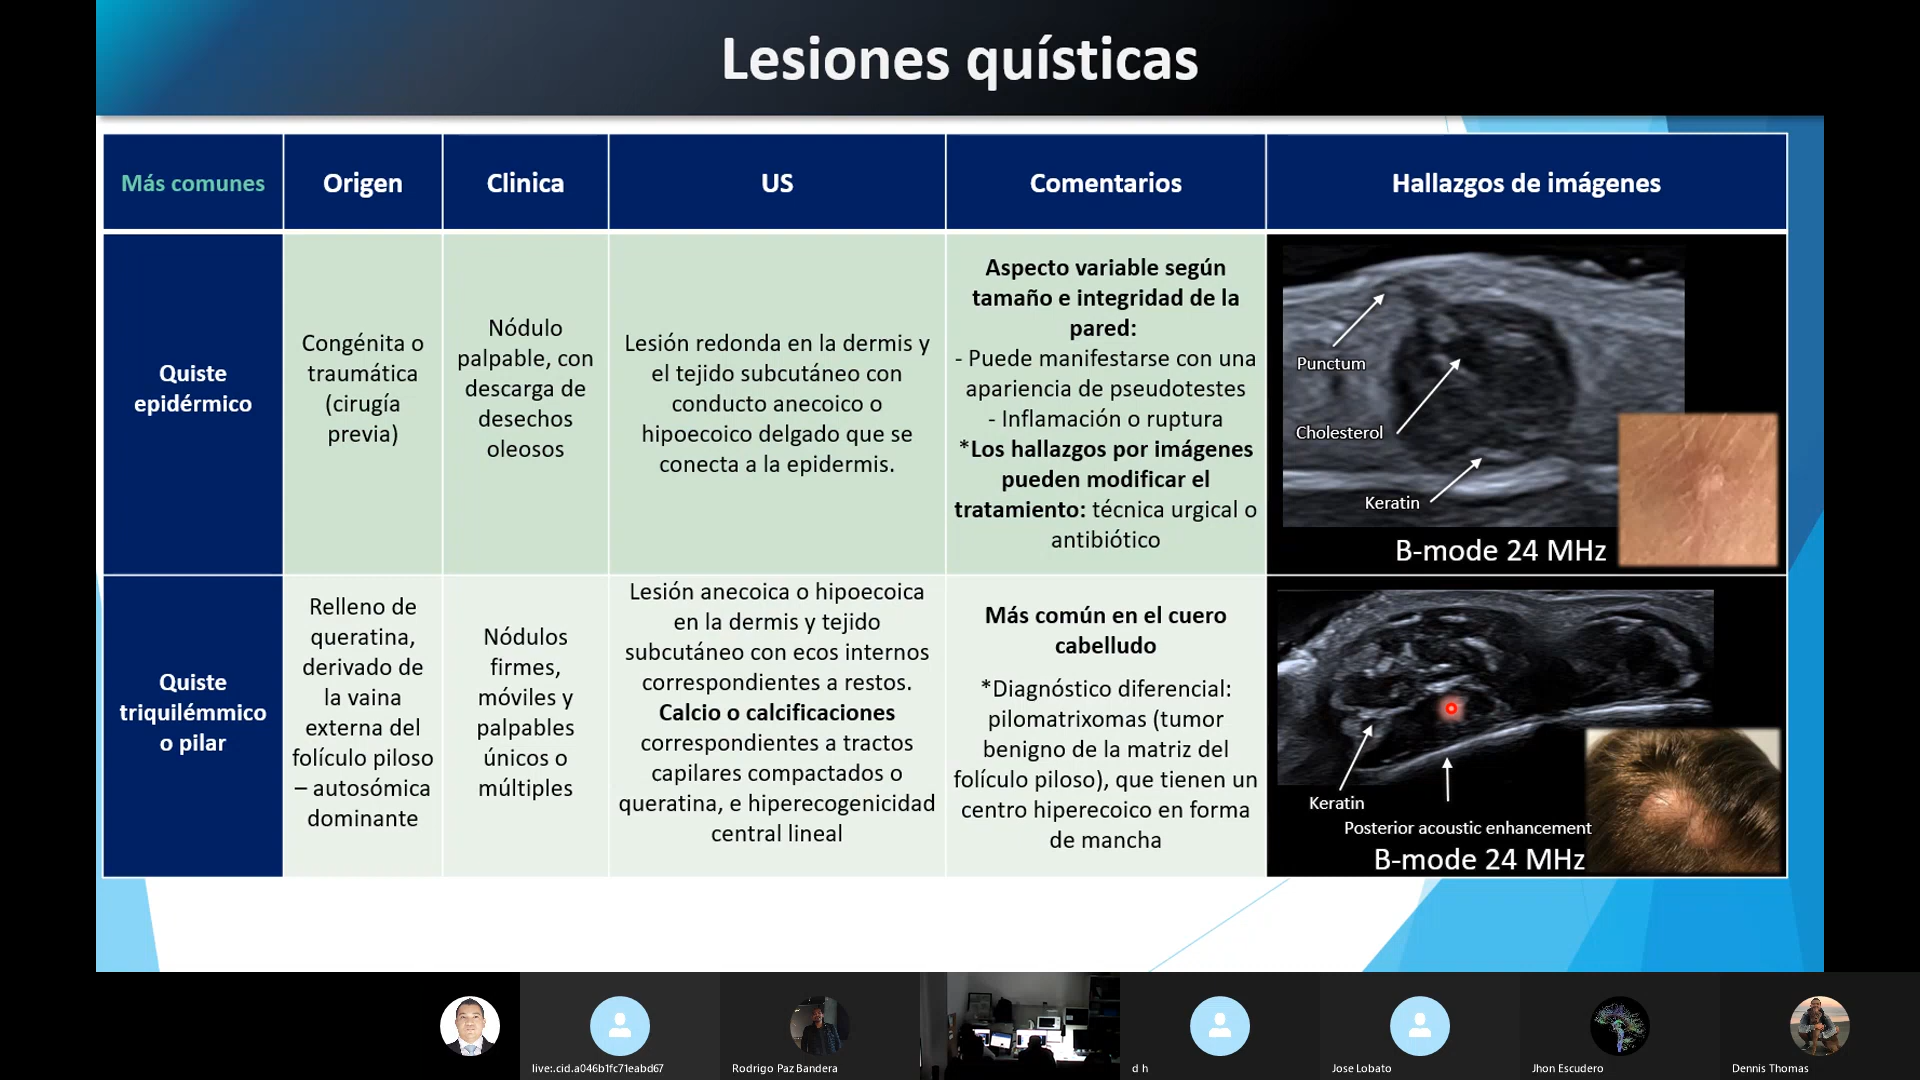 Lesiones quísticas
Más comunes
Origen
Clinica
US
Comentarios
Hallazgos de imágenes
Quiste
epidérmico
Congénita o
traumática
(cirugía
previa)
Nódulo
palpable, con
descarga de
desechos
oleosos
Lesión redonda en la dermis y
el tejido subcutáneo con
conducto anecoico o
hipoecoico delgado que se
conecta a la epidermis.
Aspecto variable según
tamaño e integridad de la
pared:
- Puede manifestarse con una
apariencia de pseudotestes
- Inflamación o ruptura
*Los hallazgos por imágenes
pueden modificar el
tratamiento: técnica urgical o
antibiótico
Punctum
Cholesterol
Keratin
B-mode 24 MHz
Quiste
triquilémmico
o pilar
Relleno de
queratina,
derivado de
la vaina
externa del
folículo piloso
– autosómica
dominante
Nódulos
firmes,
móviles y
palpables
únicos o
múltiples
Lesión anecoica o hipoecoica
en la dermis y tejido
subcutáneo con ecos internos
correspondientes a restos.
Calcio o calcificaciones
correspondientes a tractos
capilares compactados o
queratina, e hiperecogenicidad
central lineal
Más común en el cuero
cabelludo
*Diagnóstico diferencial:
pilomatrixomas (tumor
benigno de la matriz del
folículo piloso), que tienen un
centro hiperecoico en forma
de mancha
Keratin
Posterior acoustic enhancement
B-mode 24 MHz
live:.cid.a046b1fc71eabd67
Rodrigo Paz Bandera
d h
Jose Lobato
Jhon Escudero
Dennis Thomas